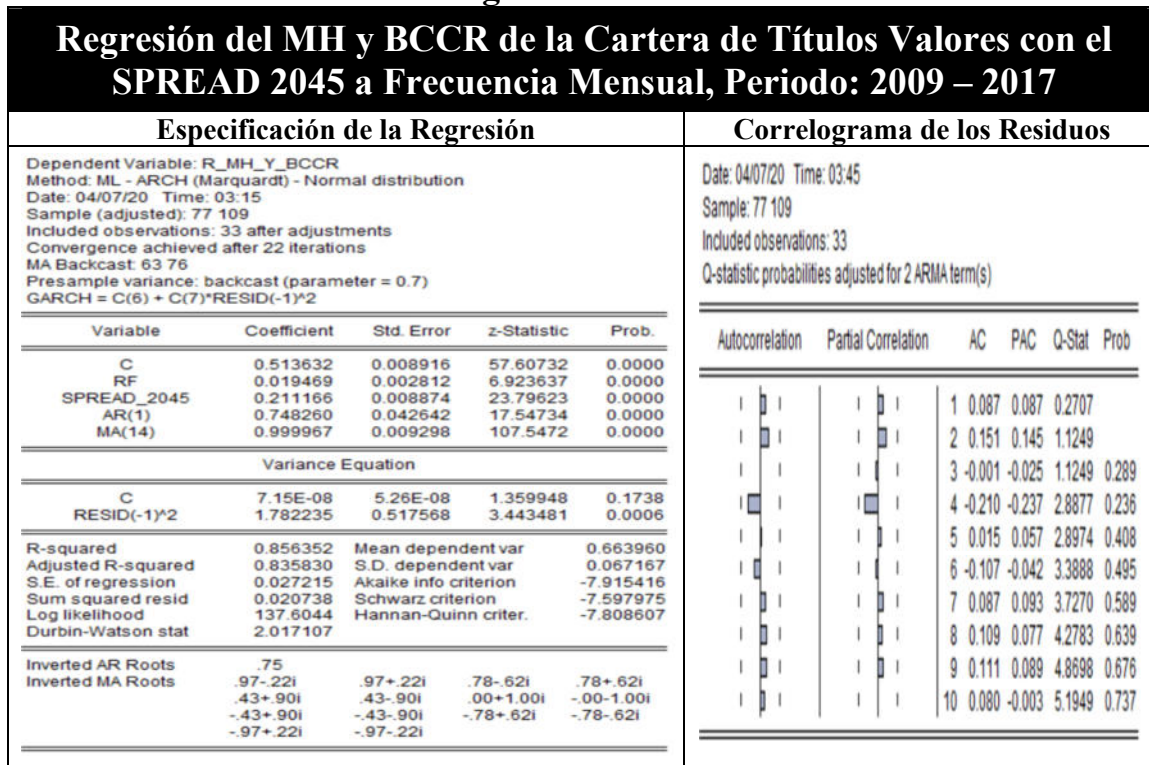 Regresión del MH y BCCR de la Cartera de Títulos Valores con el
SPREAD 2045 a Frecuencia Mensual, Periodo: 2009 – 2017
Especificación de la Regresión
Dependent Variable: R_MH_Y_BCCR
Method: ML - ARCH (Marquardt) - Normal distribution
Date: 04/07/20 Time: 03:15
Sample (adjusted): 77 109
Included observations: 33 after adjustments
Convergence achieved after 22 iterations
MA Backcast: 63 76
Presample variance: backcast (parameter = 0.7)
GARCH = C(6) + C(7)*RESID(-1)^2
Variable Coefficient Std. Error z-Statistic Prob.
C 0.513632 0.008916 57.60732 0.0000
RF 0.019469 0.002812 6.923637 0.0000
SPREAD_2045 0.211166 0.008874 23.79623 0.0000
AR(1) 0.748260 0.042642 17.54734 0.0000
MA(14) 0.999967 0.009298 107.5472 0.0000
Variance Equation
C 7.15E-08 5.26E-08 1.359948 0.1738
RESID(-1)^2 1.782235 0.517568 3.443481 0.0006
R-squared 0.856352 Mean dependent var 0.663960
Adjusted R-squared 0.835830 S.D. dependent var 0.067167
S.E. of regression 0.027215 Akaike info criterion -7.915416
Sum squared resid 0.020738 Schwarz criterion -7.597975
Log likelihood 137.6044 Hannan-Quinn criter. -7.808607
Durbin-Watson stat 2.017107
Inverted AR Roots .75
Inverted MA Roots .97-.22i .97+.22i .78-.62i .78+.62i
.43+.90i .43-.90i .00+1.00i -.00-1.00i
-.43+.90i -.43-.90i -.78+.62i -.78-.62i
-.97+.22i -.97-.22i
Correlograma de los Residuos
Date: 04/07/20 Time: 03:45
Sample: 77 109
Included observations: 33
Q-statistic probabilities adjusted for 2 ARMA term(s)
Autocorrelation Partial Correlation AC PAC Q-Stat Prob
1 0.087 0.087 0.2707
2 0.151 0.145 1.1249
3 -0.001 -0.025 1.1249 0.289
4 -0.210 -0.237 2.8877 0.236
5 0.015 0.057 2.8974 0.408
6 -0.107 -0.042 3.3888 0.495
7 0.087 0.093 3.7270 0.589
8 0.109 0.077 4.2783 0.639
9 0.111 0.089 4.8698 0.676
10 0.080 -0.003 5.1949 0.737